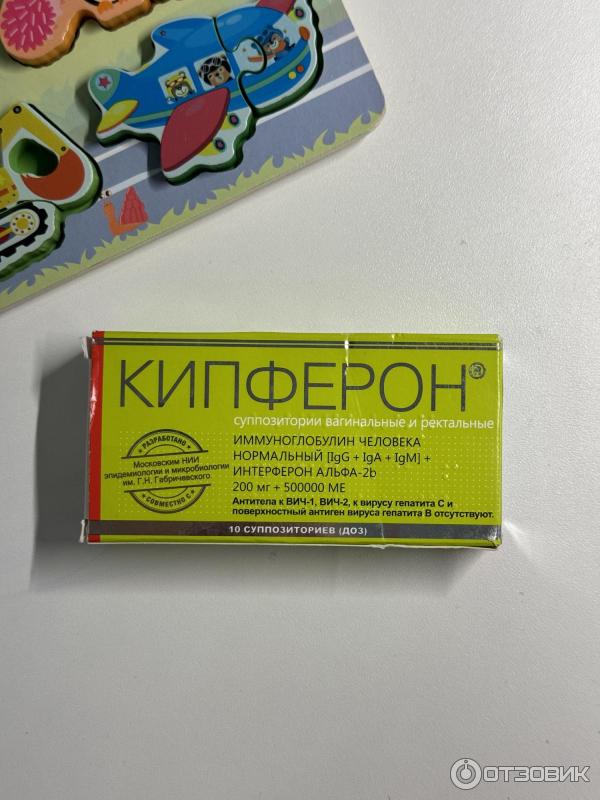 КИПФЕРОН®
суппозитории вагинальные и ректальные
РАЗРАБОТАНО
Московским НИИ
эпидемиологии и микробиологии
им. Г.Н. Габричевского
СОВМЕСТНО С
ИММУНОГЛОБУЛИН ЧЕЛОВЕКА
НОРМАЛЬНЫЙ [IgG + IgA + IgM] +
ИНТЕРФЕРОН АЛЬФА-2b
200 мг + 500000 МЕ
Антитела к ВИЧ-1, ВИЧ-2, к вирусу гепатита С и
поверхностный антиген вируса гепатита В отсутствуют.
10 СУППОЗИТОРИЕВ (ДОЗ)
ОТЗОВИК